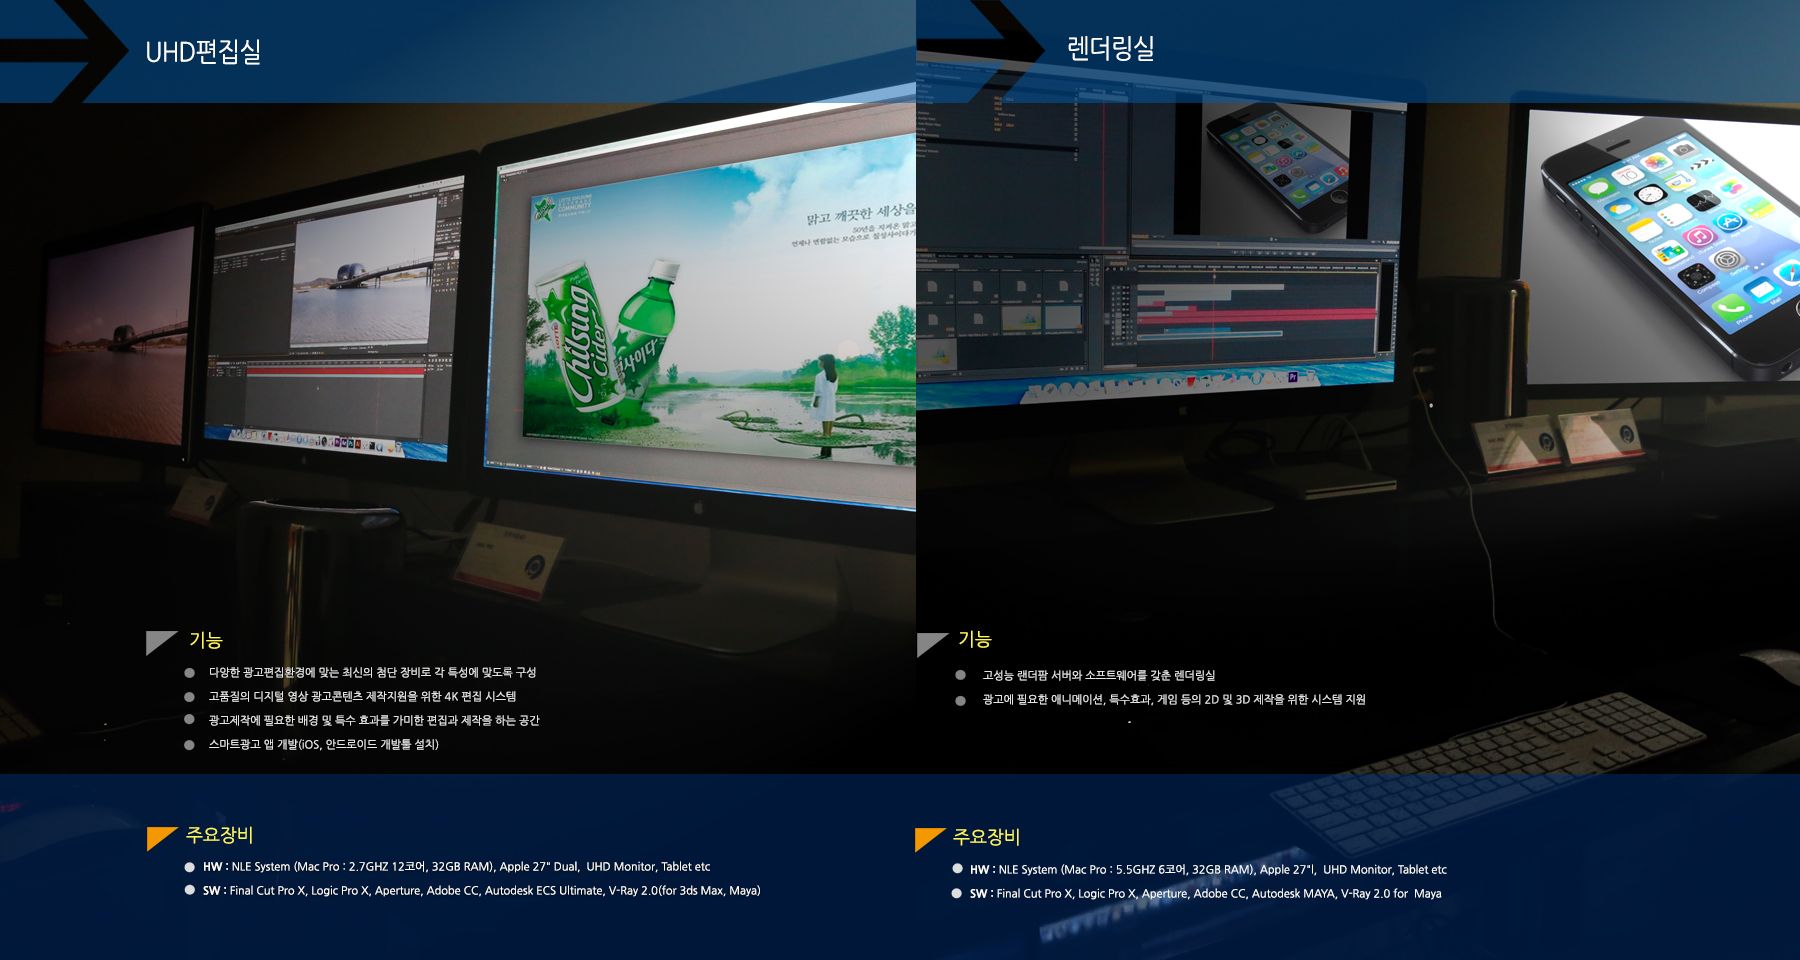 UHD편집실
맑고 깨끗한 세상을
LOTTE
Chilsung
Cider
기능
다양한 광고편집환경에 맞는 최신의 첨단 장비로 각 특성에 맞도록 구성
고품질의 디지털 영상 광고콘텐츠 제작지원을 위한 4K 편집 시스템
광고제작에 필요한 배경 및 특수 효과를 가미한 편집과 제작을 하는 공간
스마트광고 앱 개발(iOS, 안드로이드 개발툴 설치)
주요장비
HW : NLE System (Mac Pro : 2.7GHZ 12코어, 32GB RAM), Apple 27" Dual, UHD Monitor, Tablet etc
SW : Final Cut Pro X, Logic Pro X, Aperture, Adobe CC, Autodesk ECS Ultimate, V-Ray 2.0(for 3ds Max, Maya)
렌더링실
Phone
Mail
Pr
기능
고성능 랜더팜 서버와 소프트웨어를 갖춘 렌더링실
광고에 필요한 애니메이션, 특수효과, 게임 등의 2D 및 3D 제작을 위한 시스템 지원
주요장비
HW : NLE System (Mac Pro : 5.5GHZ 6코어, 32GB RAM), Apple 27"l, UHD Monitor, Tablet etc
SW : Final Cut Pro X, Logic Pro X, Aperture, Adobe CC, Autodesk MAYA, V-Ray 2.0 for Maya